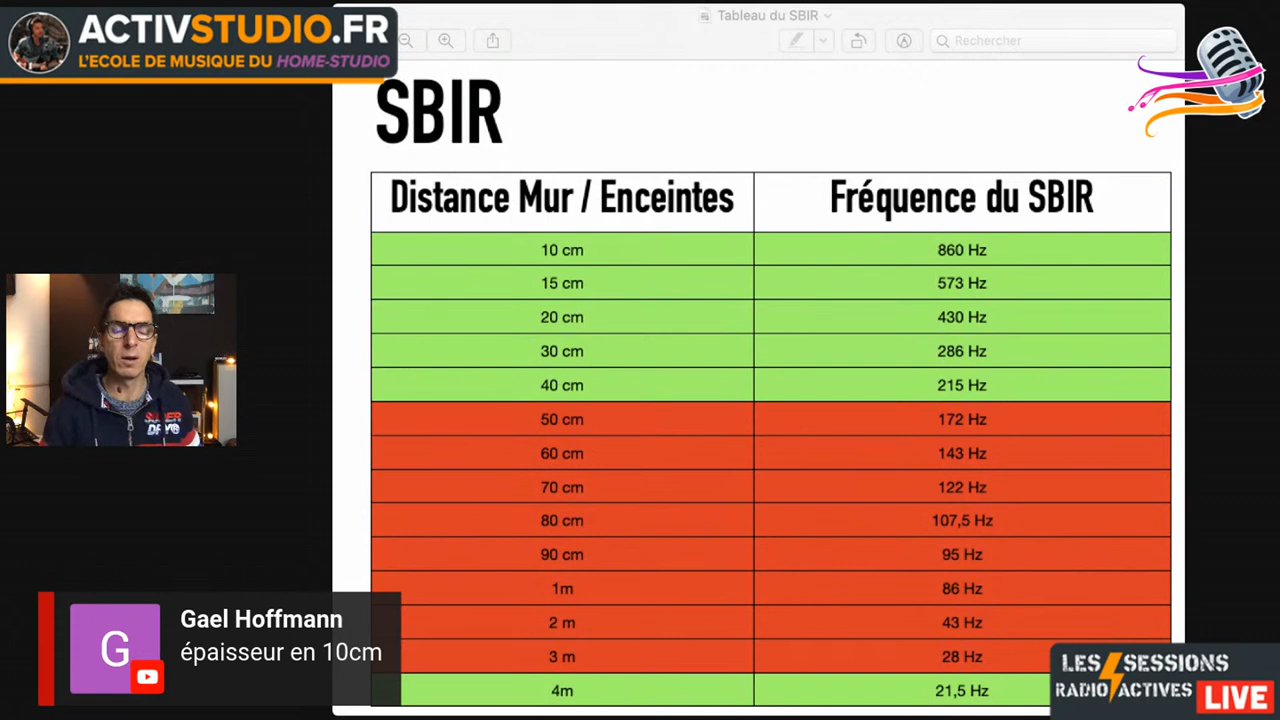 ACTIVSTUDIO.FR
L'ECOLE DE MUSIQUE DU HOME-STUDIO
Tableau du SBIR
Rechercher
SBIR
Distance Mur / Enceintes Fréquence du SBIR
10 cm 860 Hz
15 cm 573 Hz
20 cm 430 Hz
30 cm 286 Hz
40 cm 215 Hz
50 cm 172 Hz
60 cm 143 Hz
70 cm 122 Hz
80 cm 107,5 Hz
90 cm 95 Hz
1m 86 Hz
2 m 43 Hz
3 m 28 Hz
4m 21,5 Hz
G
Gael Hoffmann
épaisseur en 10cm
LES SESSIONS
RADIO ACTIVES LIVE